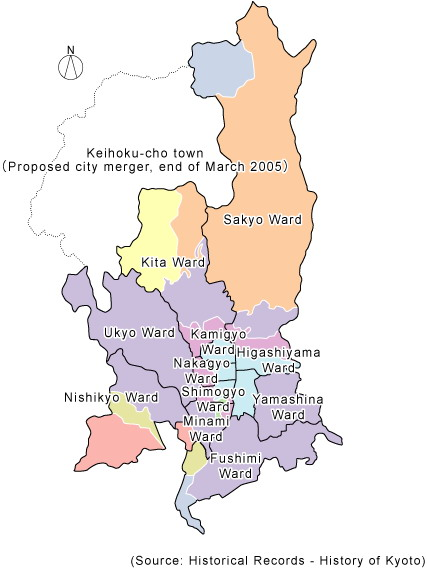 N
Keihoku-cho town
(Proposed city merger, end of March 2005)
Sakyo Ward
Kita Ward
Ukyo Ward
Kamigyo
Ward
Higashiyama
Ward
Nakagyo
Ward
Nishikyo Ward
Shimogyo
Ward
Yamashina
Ward
Minami
Ward
Fushimi
Ward
(Source: Historical Records - History of Kyoto)